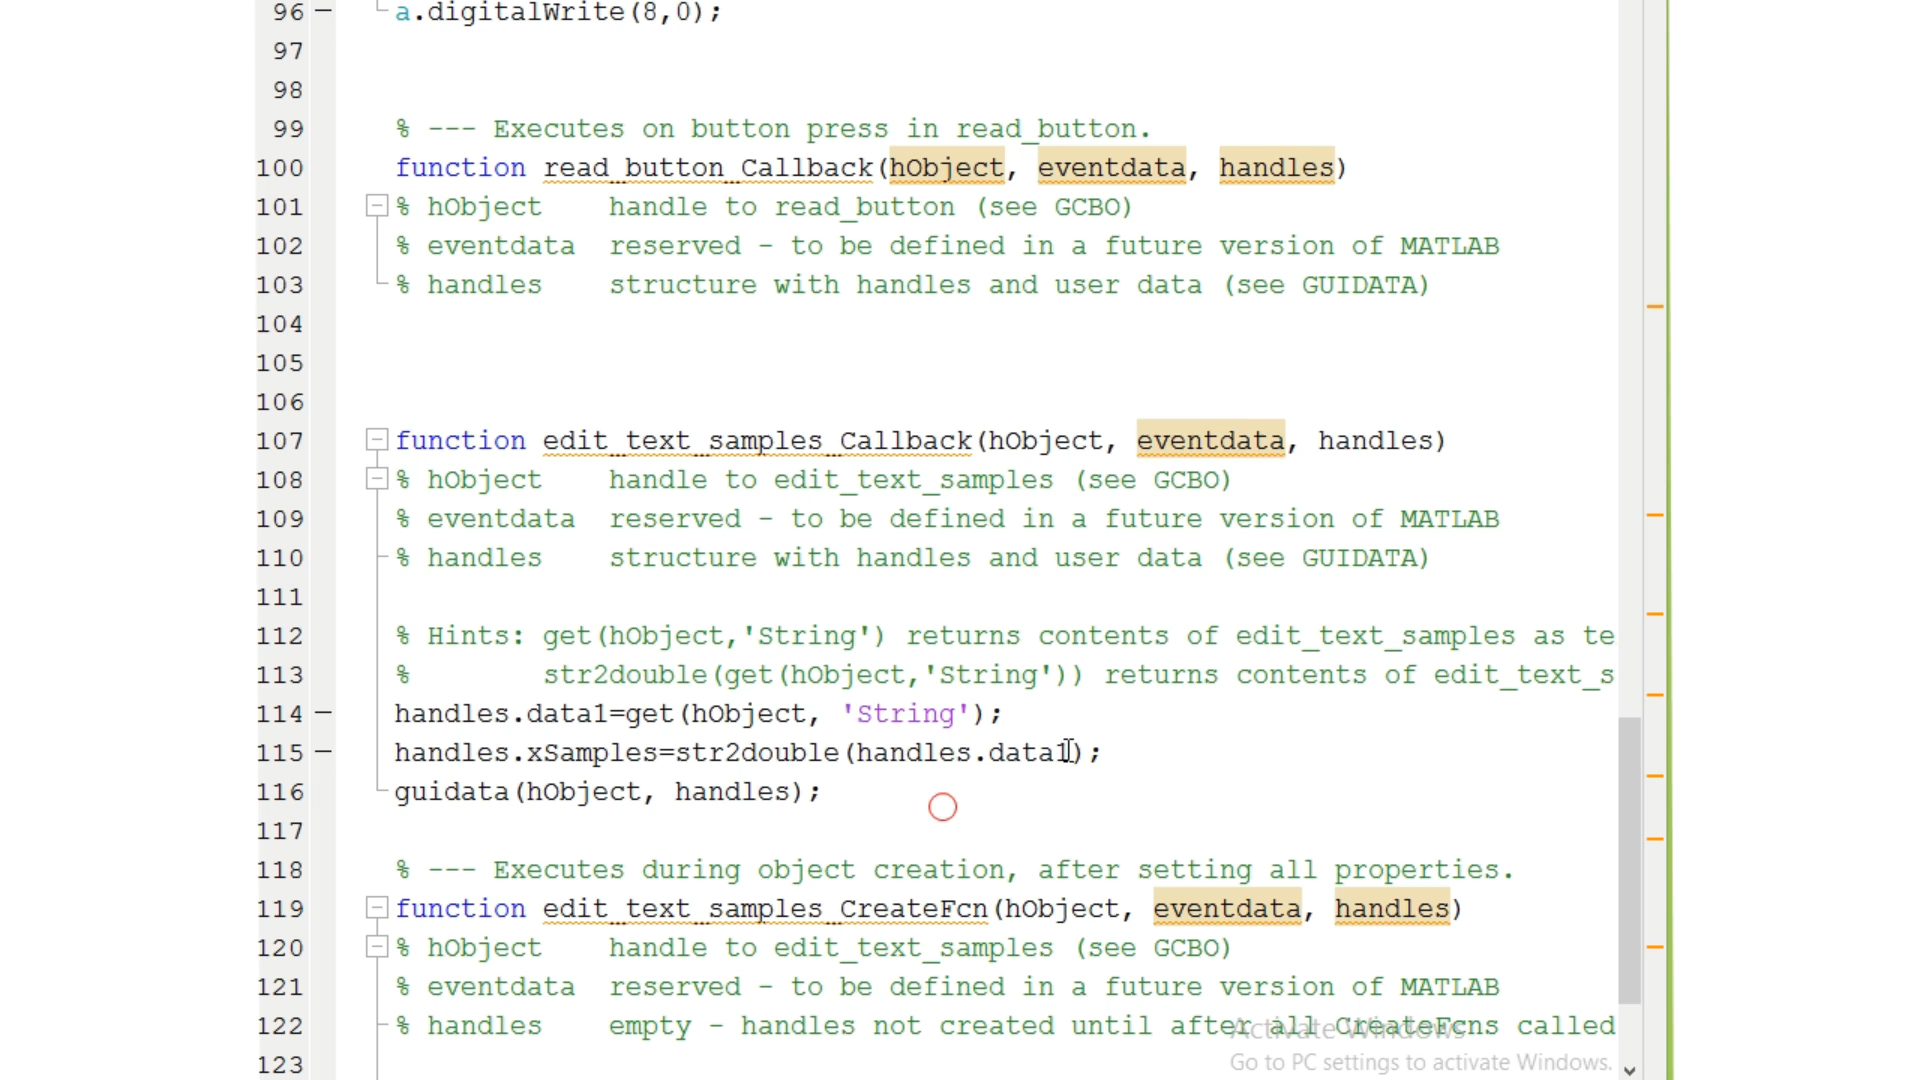 96 — a.digitalWrite(8,0);
97
98
99 % --- Executes on button press in read_button.
100 function read_button_Callback(hObject, eventdata, handles)
101 % hObject    handle to read_button (see GCBO)
102 % eventdata  reserved - to be defined in a future version of MATLAB
103 % handles    structure with handles and user data (see GUIDATA)
104
105
106
107 function edit_text_samples_Callback(hObject, eventdata, handles)
108 % hObject    handle to edit_text_samples (see GCBO)
109 % eventdata  reserved - to be defined in a future version of MATLAB
110 % handles    structure with handles and user data (see GUIDATA)
111
112 % Hints: get(hObject,'String') returns contents of edit_text_samples as te
113 %        str2double(get(hObject,'String')) returns contents of edit_text_s
114 — handles.data1=get(hObject, 'String');
115 — handles.xSamples=str2double(handles.data1);
116 guidata(hObject, handles);
117
118 % --- Executes during object creation, after setting all properties.
119 function edit_text_samples_CreateFcn(hObject, eventdata, handles)
120 % hObject    handle to edit_text_samples (see GCBO)
121 % eventdata  reserved - to be defined in a future version of MATLAB
122 % handles    empty - handles not created until after all CreateFcns called
123
Activate Windows
Go to PC settings to activate Windows.